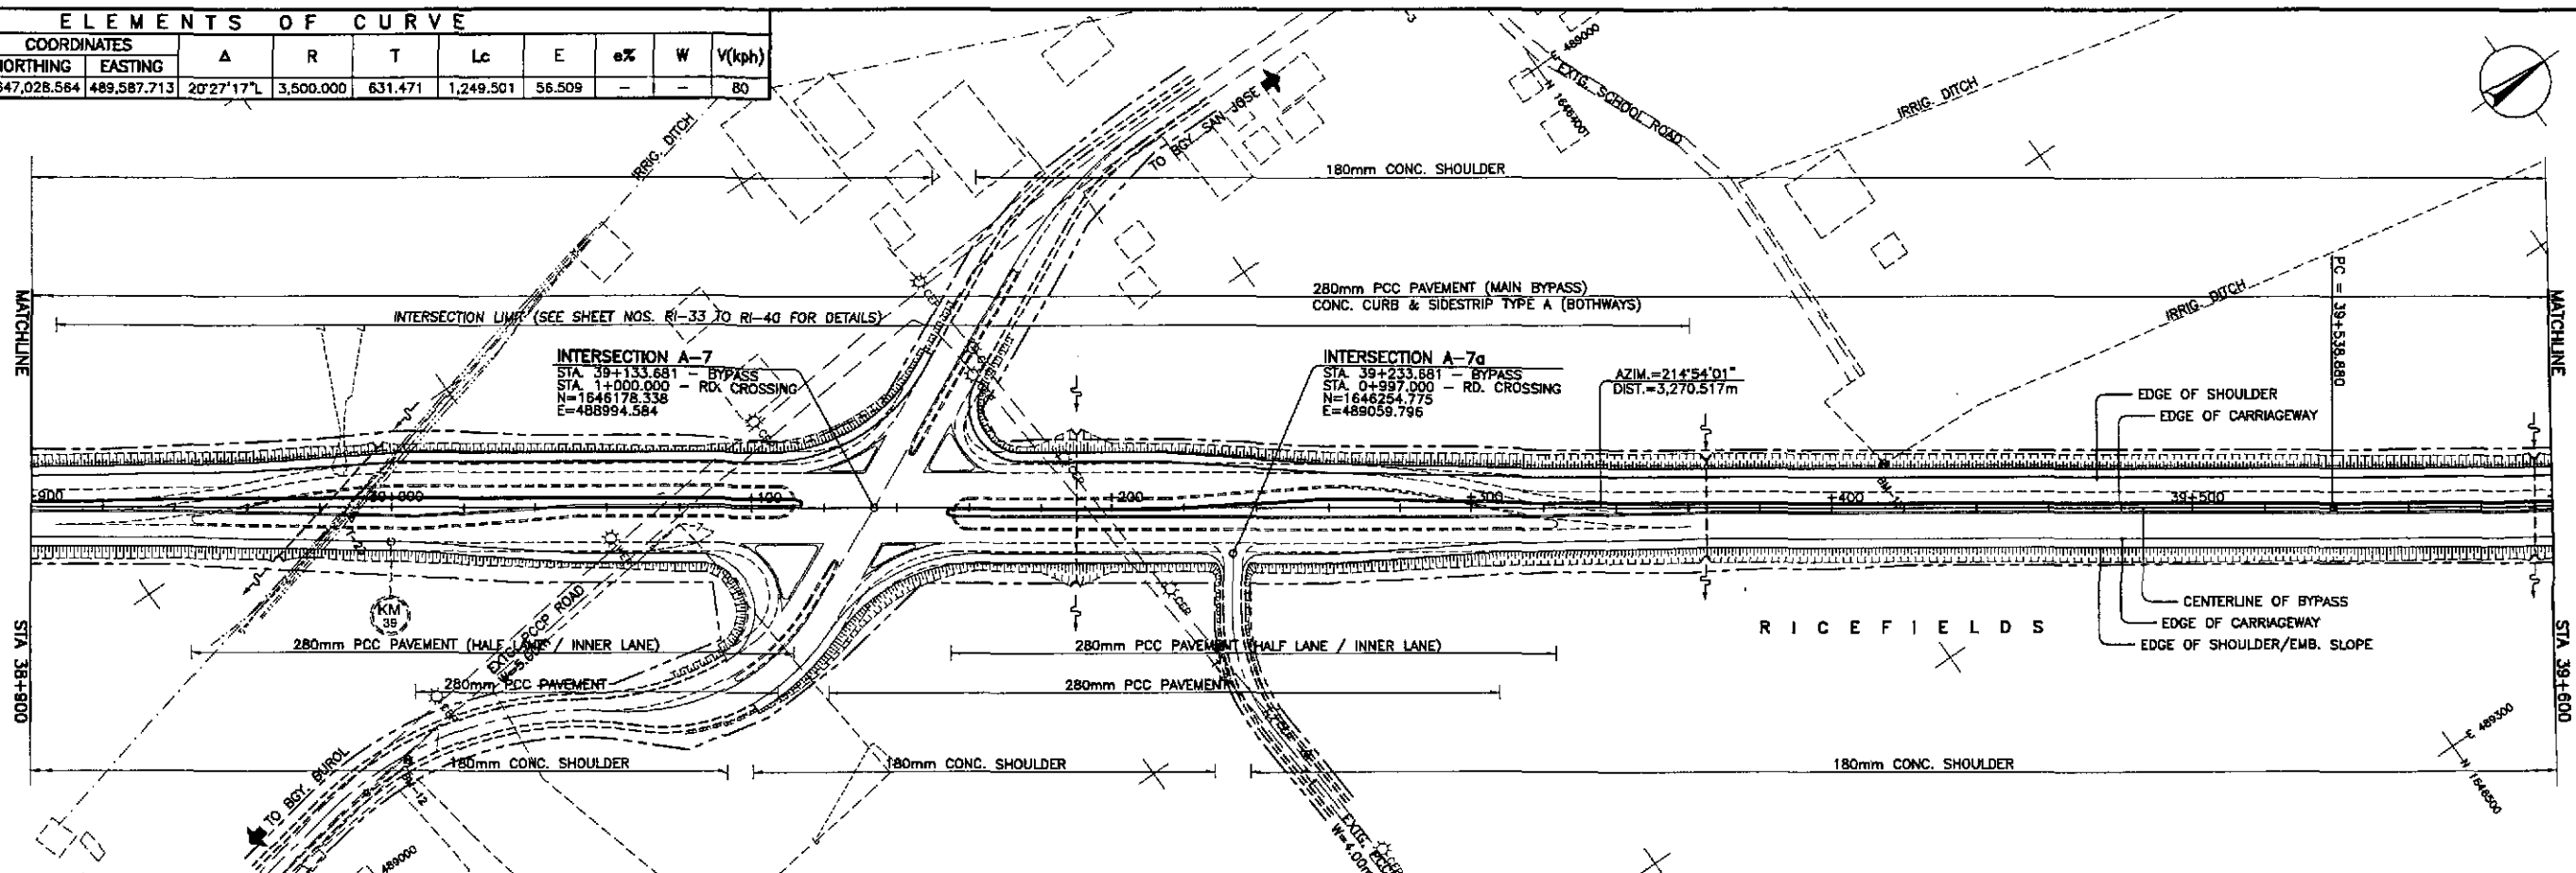 ELEMENTS OF CURVE
COORDINATES
NORTHING EASTING Δ R T Lc E e% W V(kph)
647,028.564 489,587.713 20°27'17"L 3,500.000 631.471 1,249.501 56.509 – – 80
IRRIG. DITCH
TO BGY. SAN JOSE
E 489000
N 1646400
EXTG. SCHOOL ROAD
IRRIG. DITCH
180mm CONC. SHOULDER
MATCHLINE
280mm PCC PAVEMENT (MAIN BYPASS)
CONC. CURB & SIDESTRIP TYPE A (BOTHWAYS)
INTERSECTION LIMIT (SEE SHEET NOS. RI-33 TO RI-40 FOR DETAILS)
IRRIG. DITCH
PC = 39+538.880
MATCHLINE
INTERSECTION A-7
STA. 39+133.681 - BYPASS
STA. 1+000.000 - RD. CROSSING
N=1646178.338
E=488994.584
INTERSECTION A-7a
STA. 39+233.681 - BYPASS
STA. 0+997.000 - RD. CROSSING
N=1646254.775
E=489059.796
AZIM.=214°54'01"
DIST.=3,270.517m
EDGE OF SHOULDER
EDGE OF CARRIAGEWAY
+900 39+000 +100 +200 +300 +400 39+500
KM
39
EXTG. PCCP ROAD
CENTERLINE OF BYPASS
EDGE OF CARRIAGEWAY
EDGE OF SHOULDER/EMB. SLOPE
RICEFIELDS
280mm PCC PAVEMENT (HALF LANE / INNER LANE)
280mm PCC PAVEMENT (HALF LANE / INNER LANE)
280mm PCC PAVEMENT
280mm PCC PAVEMENT
STA 38+900
STA 39+600
180mm CONC. SHOULDER
180mm CONC. SHOULDER
180mm CONC. SHOULDER
TO BGY. BUROL
E 489300
N 1646500
489000
EXTG.
W=4.00m